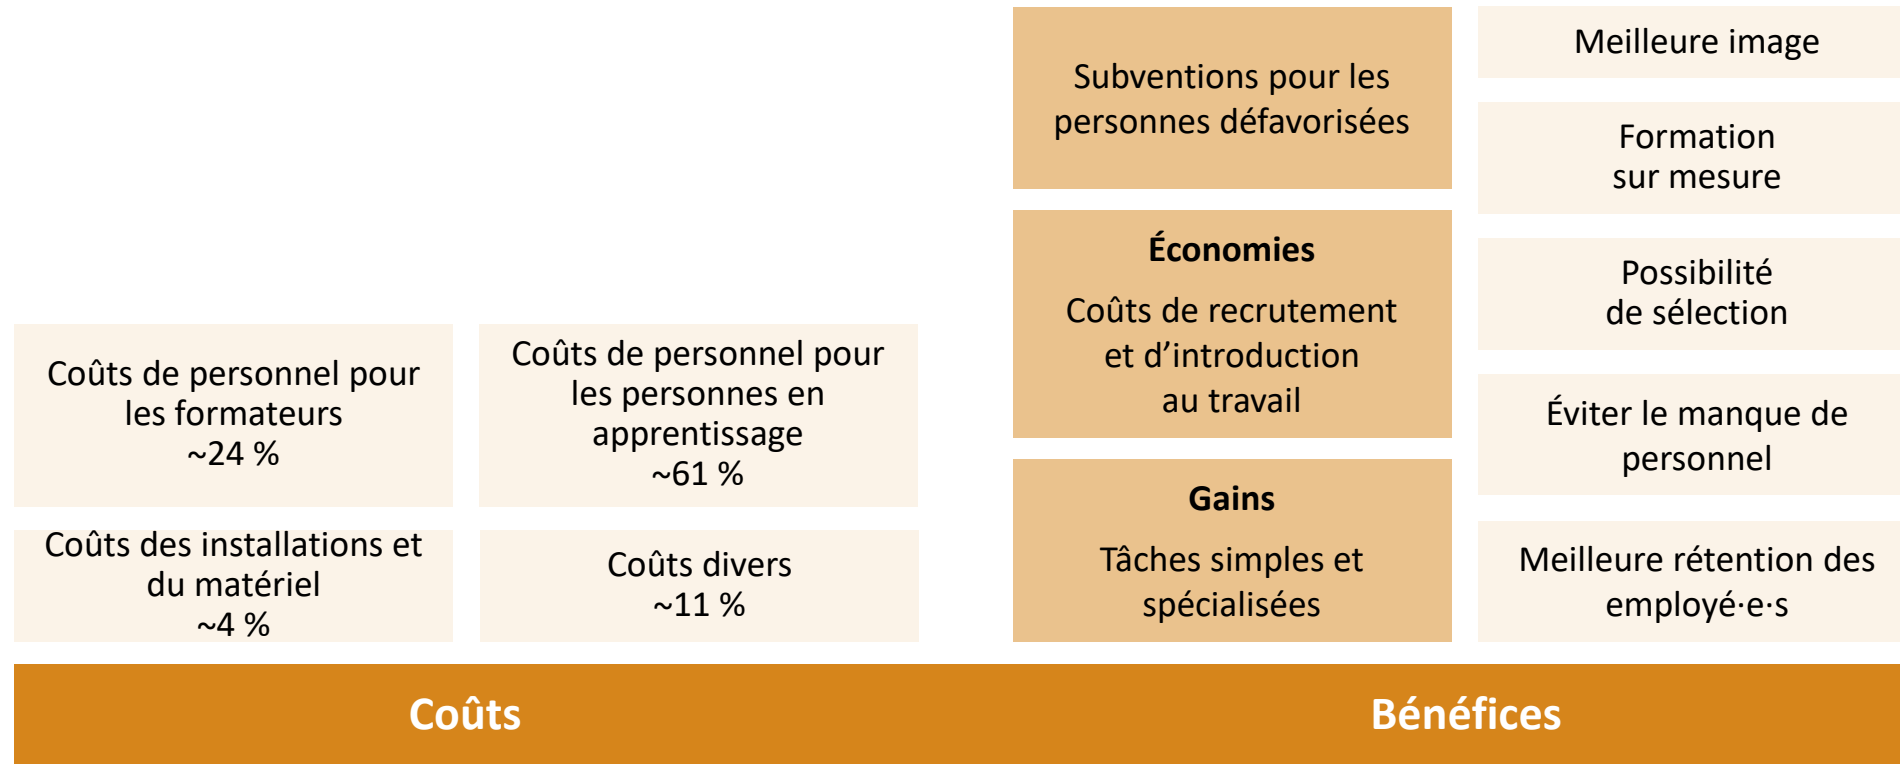 Coûts de personnel pour
les formateurs
~24 %
Coûts de personnel pour
les personnes en
apprentissage
~61 %
Coûts des installations et
du matériel
~4 %
Coûts divers
~11 %
Subventions pour les
personnes défavorisées
Économies
Coûts de recrutement
et d’introduction
au travail
Gains
Tâches simples et
spécialisées
Meilleure image
Formation
sur mesure
Possibilité
de sélection
Éviter le manque de
personnel
Meilleure rétention des
employé·e·s
Coûts
Bénéfices